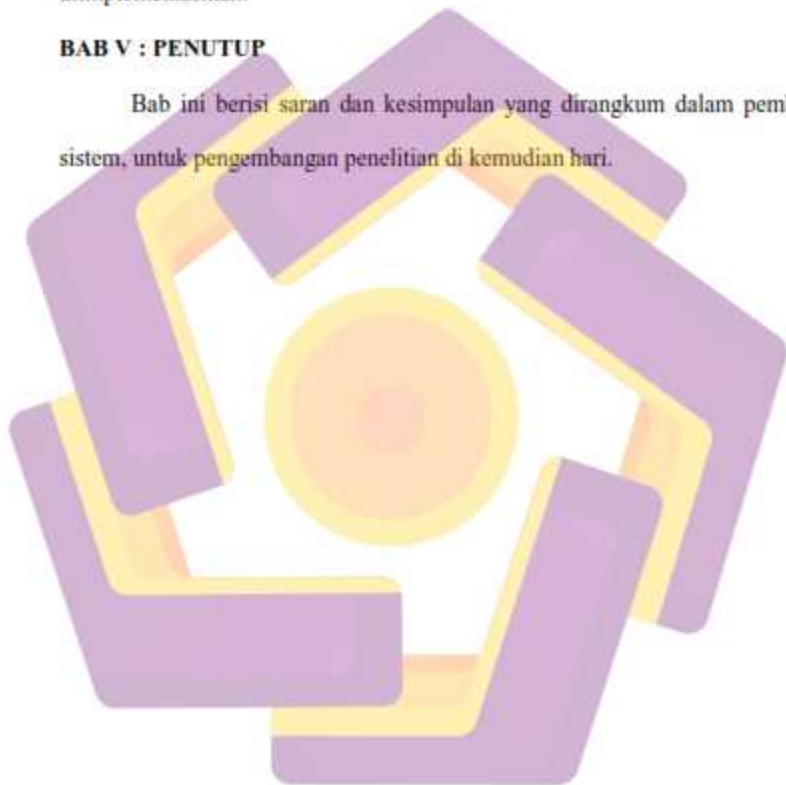 BAB V : PENUTUP
Bab ini berisi saran dan kesimpulan yang dirangkum dalam
sistem, untuk pengembangan penelitian di kemudian hari.